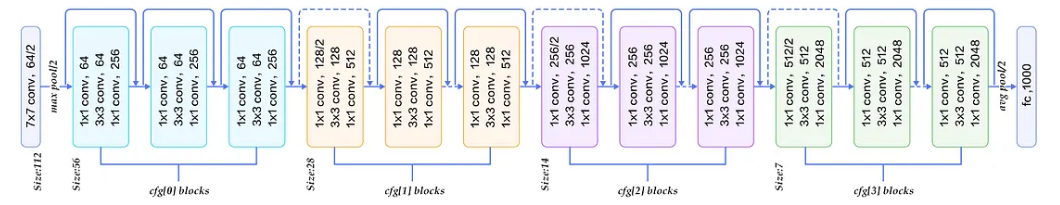 7x7 conv, 64/2
max pool/2
Size:112
Size:56
1x1 conv, 64
3x3 conv, 64
1x1 conv, 256
1x1 conv, 64
3x3 conv, 64
1x1 conv, 256
1x1 conv, 64
3x3 conv, 64
1x1 conv, 256
cfg[0] blocks
Size:28
1x1 conv, 128/2
3x3 conv, 128
1x1 conv, 512
1x1 conv, 128
3x3 conv, 128
1x1 conv, 512
1x1 conv, 128
3x3 conv, 128
1x1 conv, 512
cfg[1] blocks
Size:14
1x1 conv, 256/2
3x3 conv, 256
1x1 conv, 1024
1x1 conv, 256
3x3 conv, 256
1x1 conv, 1024
1x1 conv, 256
3x3 conv, 256
1x1 conv, 1024
cfg[2] blocks
Size:7
1x1 conv, 512/2
3x3 conv, 512
1x1 conv, 2048
1x1 conv, 512
3x3 conv, 512
1x1 conv, 2048
1x1 conv, 512
3x3 conv, 512
1x1 conv, 2048
cfg[3] blocks
avg pool/2
fc ,1000